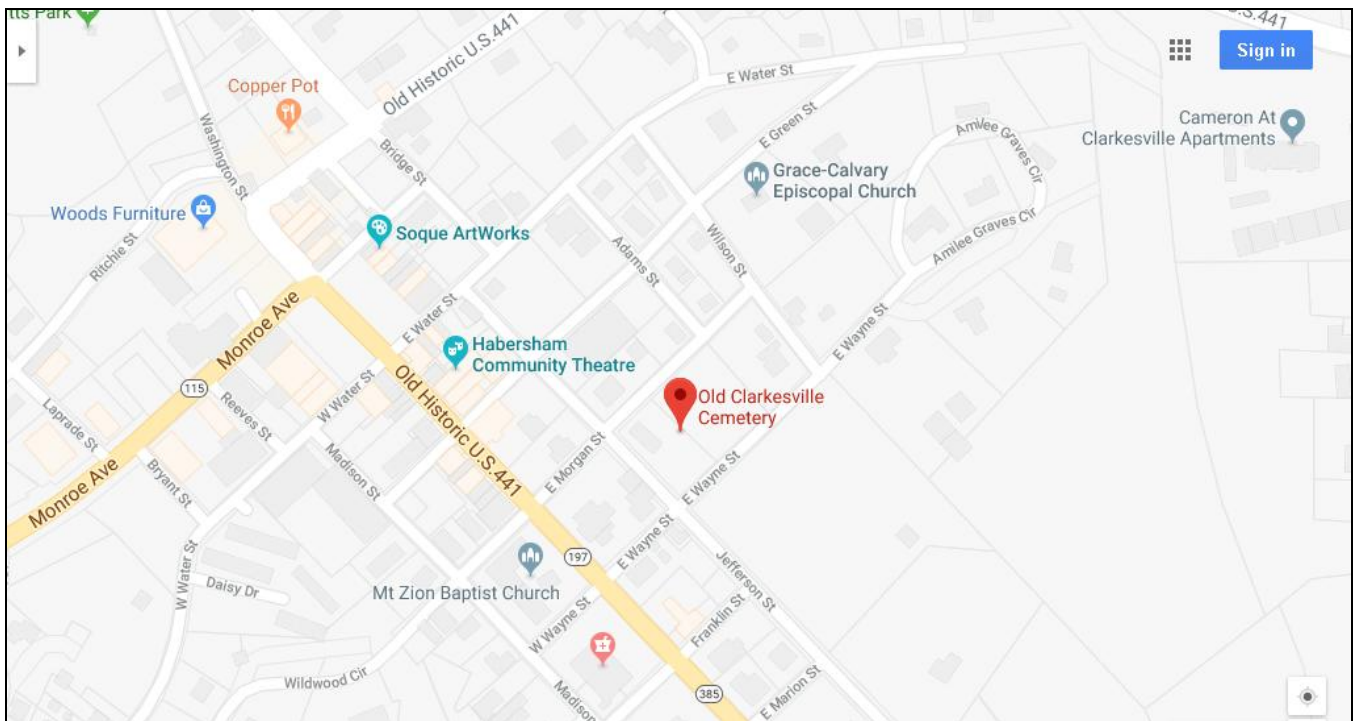 tts Park
U.S.441
Sign in
Copper Pot
Old Historic U.S.441
E Water St
Washington St
Bridge St
E Green St
Amilee Graves Cir
Cameron At
Clarkesville Apartments
Grace-Calvary
Episcopal Church
Woods Furniture
Soque ArtWorks
Ritchie St
Adams St
Wilson St
Amilee Graves Cir
Monroe Ave
E Water St
E Wayne St
Habersham
Community Theatre
115
W Water St
Old Historic U.S.441
Old Clarkesville
Cemetery
Laprade St
Reeves St
Madison St
E Morgan St
E Wayne St
Monroe Ave
Bryant St
197
E Wayne St
Jefferson St
W Water St
Daisy Dr
Mt Zion Baptist Church
W Wayne St
Franklin St
Wildwood Cir
Madison
385
E Marion St